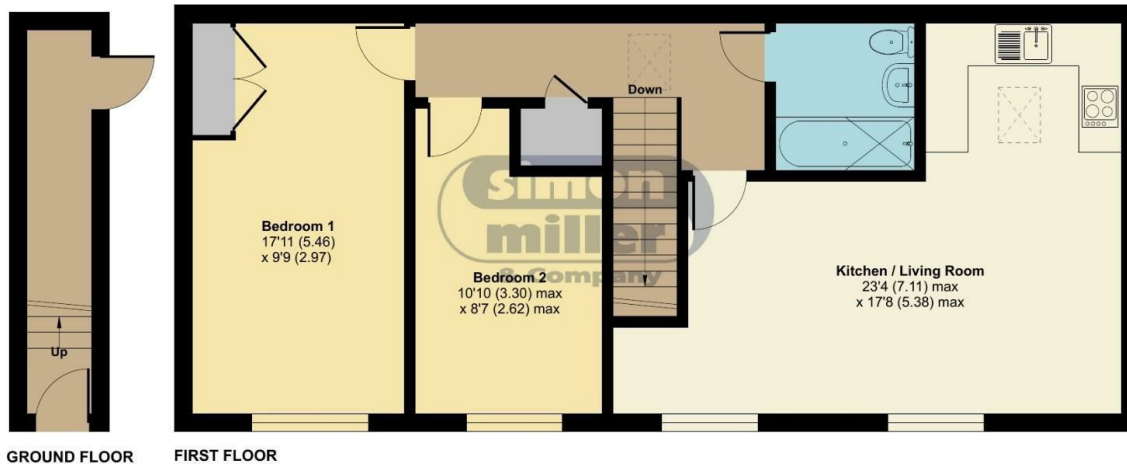 Down
simon
miller
& Company
Bedroom 1
17'11 (5.46)
x 9'9 (2.97)
Bedroom 2
10'10 (3.30) max
x 8'7 (2.62) max
Kitchen / Living Room
23'4 (7.11) max
x 17'8 (5.38) max
Up
GROUND FLOOR
FIRST FLOOR